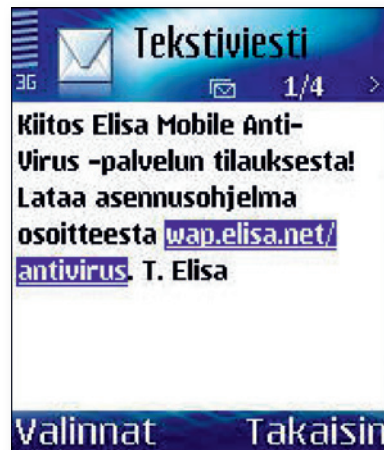 Tekstiviesti
3G 1/4 >
Kiitos Elisa Mobile Anti-
Virus -palvelun tilauksesta!
Lataa asennusohjelma
osoitteesta wap.elisa.net/
antivirus. T. Elisa
Valinnat Takaisin